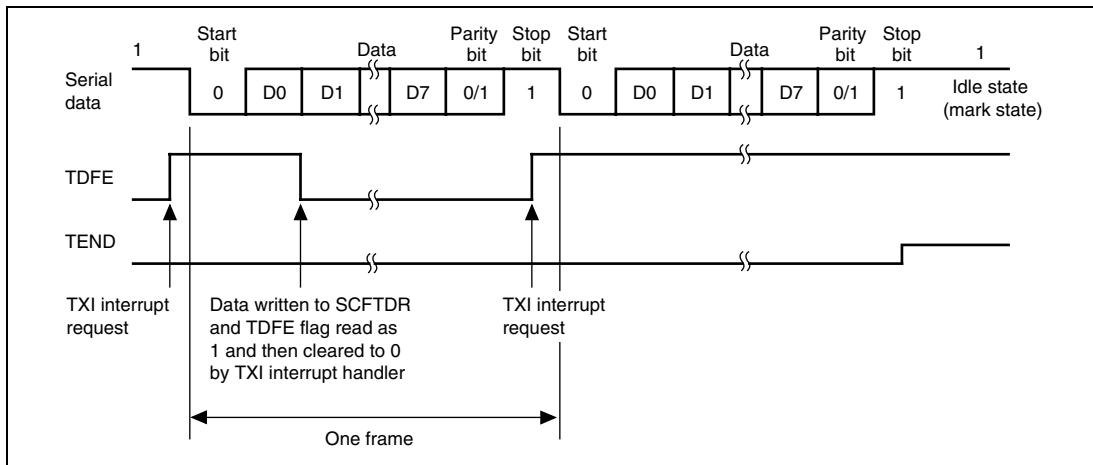 1
Start bit
Data
Parity bit
Stop bit
Start bit
Data
Parity bit
Stop bit
1
Serial data
0
D0
D1
D7
0/1
1
0
D0
D1
D7
0/1
1
Idle state
(mark state)
TDFE
TEND
TXI interrupt
request
Data written to SCFTDR
and TDFE flag read as
1 and then cleared to 0
by TXI interrupt handler
TXI interrupt
request
One frame